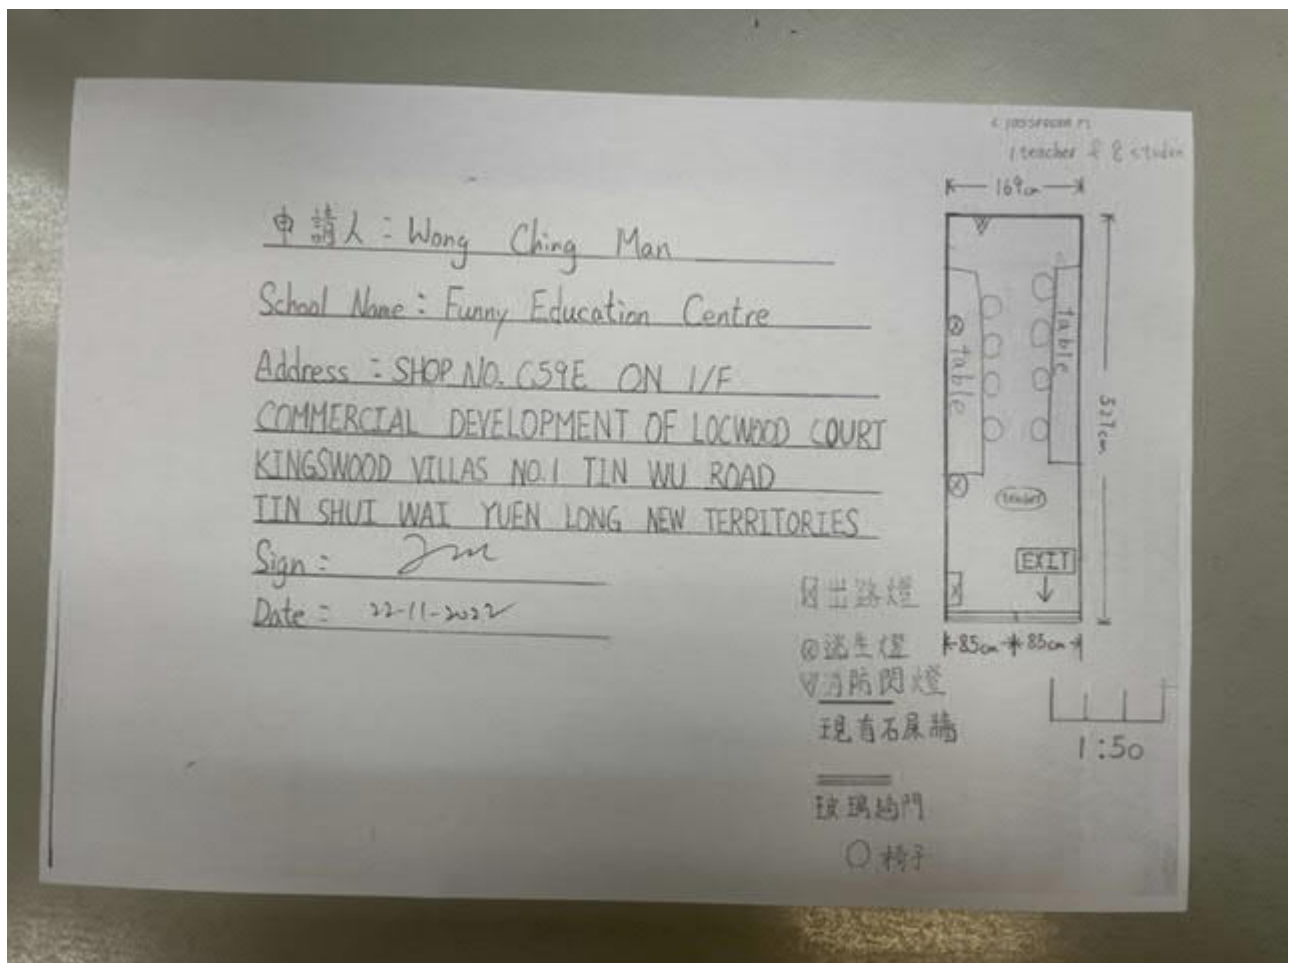 申請人：Wong Ching Man
School Name : Funny Education Centre
Address : SHOP NO. G59E ON 1/F
COMMERCIAL DEVELOPMENT OF LOCWOOD COURT
KINGSWOOD VILLAS NO.1 TIN WU ROAD
TIN SHUI WAI YUEN LONG NEW TERRITORIES
Sign :
Date : 22-11-2022
1 teacher & 8 studen
169cm
table
table
527cm
teacher
EXIT
85cm
85cm
出路燈
逃生燈
消防閃燈
現有石屎牆
玻璃趟門
椅子
1:50